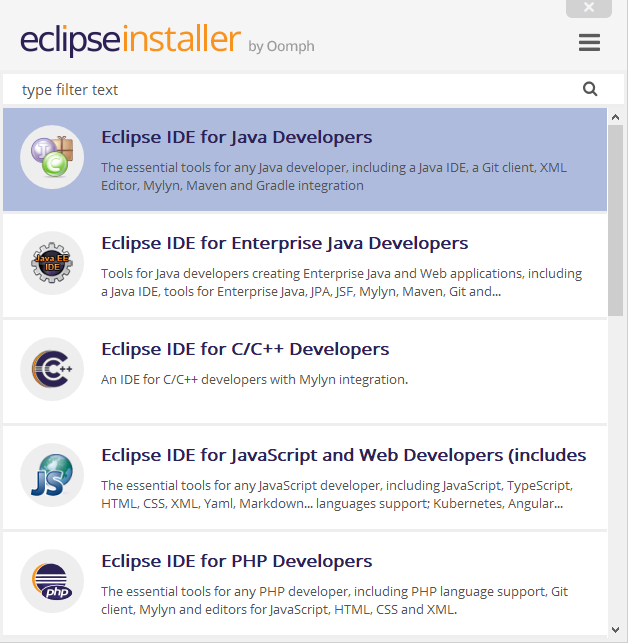 eclipseinstaller by Oomph
type filter text
Eclipse IDE for Java Developers
The essential tools for any Java developer, including a Java IDE, a Git client, XML
Editor, Mylyn, Maven and Gradle integration
Java EE
IDE
Eclipse IDE for Enterprise Java Developers
Tools for Java developers creating Enterprise Java and Web applications, including
a Java IDE, tools for Enterprise Java, JPA, JSF, Mylyn, Maven, Git and...
C++
Eclipse IDE for C/C++ Developers
An IDE for C/C++ developers with Mylyn integration.
JS
Eclipse IDE for JavaScript and Web Developers (includes
The essential tools for any JavaScript developer, including JavaScript, TypeScript,
HTML, CSS, XML, Yaml, Markdown... languages support; Kubernetes, Angular...
php
Eclipse IDE for PHP Developers
The essential tools for any PHP developer, including PHP language support, Git
client, Mylyn and editors for JavaScript, HTML, CSS and XML.